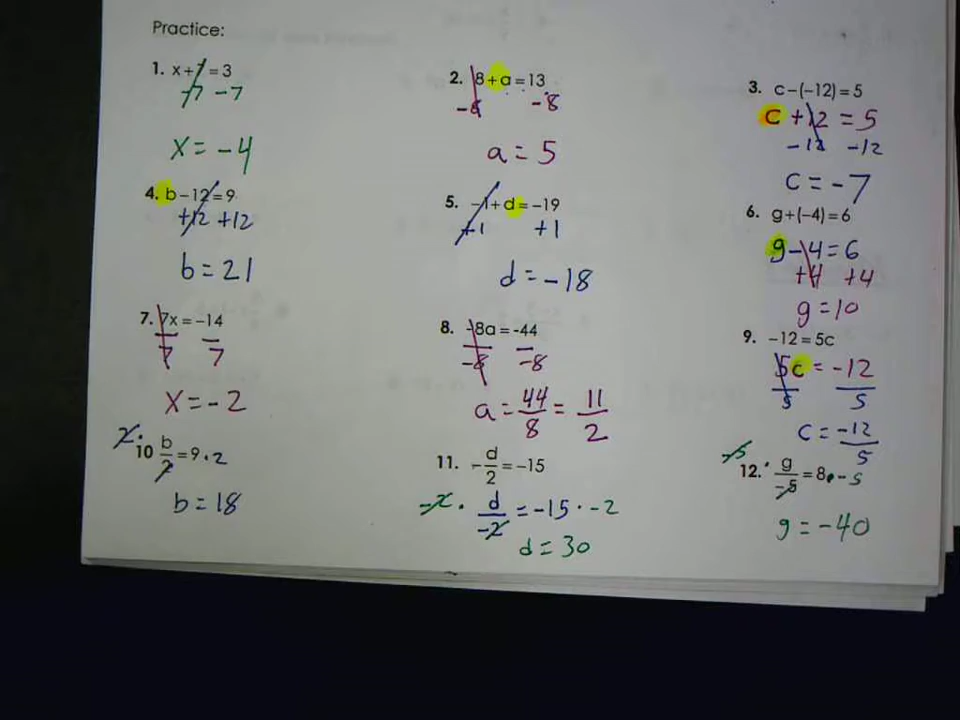 Practice:
1. x+7=3
-7 -7
x = -4
2. 8+a=13
-8 -8
a = 5
3. c-(-12)=5
c +12 = 5
-12 -12
c = -7
4. b-12=9
+12 +12
b = 21
5. -1+d=-19
+1 +1
d = -18
6. g+(-4)=6
g-4=6
+4 +4
g=10
7. 7x=-14
7 7
x = -2
8. -8a=-44
-8 -8
a = 44/8 = 11/2
9. -12=5c
5c = -12
5 5
c = -12/5
2· 10 b/2=9·2
b = 18
11. -d/2=-15
-2· d/-2 = -15·-2
d = 30
-5· 12. g/-5=8·-5
g = -40